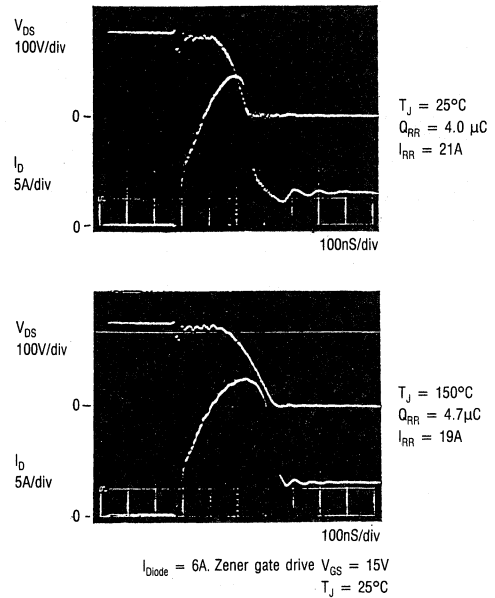 V_DS
100V/div
0 -
I_D
5A/div
0 -
100nS/div
T_J = 25°C
Q_RR = 4.0 µC
I_RR = 21A
V_DS
100V/div
0 -
I_D
5A/div
-0 -
100nS/div
T_J = 150°C
Q_RR = 4.7µC
I_RR = 19A
I_Diode = 6A. Zener gate drive V_GS = 15V
T_J = 25°C